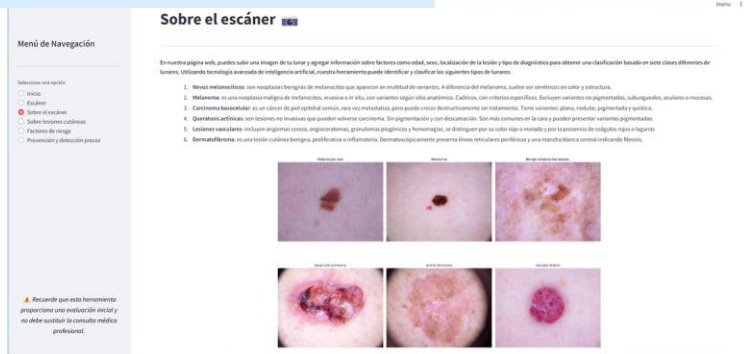 Deploy
Sobre el escáner
Menú de Navegación
Seleccione una opción
Inicio
Escáner
Sobre el escáner
Sobre lesiones cutáneas
Factores de riesgo
Prevención y detección precoz
⚠️ Recuerde que esta herramienta
proporciona una evaluación inicial y
no debe sustituir la consulta médica
profesional.
En nuestra página web, puedes subir una imagen de tu lunar y agregar información sobre factores como edad, sexo, localización de la lesión y tipo de diagnóstico para obtener una clasificación basada en siete clases diferentes de
lunares. Utilizando tecnología avanzada de inteligencia artificial, nuestra herramienta puede identificar y clasificar los siguientes tipos de lunares:
1. Nevus melanocíticos: son neoplasias benignas de melanocitos que aparecen en multitud de variantes. A diferencia del melanoma, suelen ser simétricos en color y estructura.
2. Melanoma: es una neoplasia maligna de melanocitos, invasiva o in situ, con variantes según sitio anatómico. Caóticos, con criterios específicos. Excluyen variantes no pigmentadas, subungueales, oculares o mucosas.
3. Carcinoma basocelular: es un cáncer de piel epitelial común, rara vez metastatiza, pero puede crecer destructivamente sin tratamiento. Tiene variantes: plana, nodular, pigmentada y quística.
4. Queratosis actínicas: son lesiones no invasivas que pueden volverse carcinoma. Sin pigmentación y con descamación. Son más comunes en la cara y pueden presentar variantes pigmentadas.
5. Lesiones vasculares: incluyen angiomas cereza, angioceratomas, granulomas piogénicos y hemorragias, se distinguen por su color rojo o morado y por la presencia de coágulos rojos o lagunas
6. Dermatofibroma: es una lesión cutánea benigna, proliferativa o inflamatoria. Dermatoscópicamente presenta líneas reticulares periféricas y una mancha blanca central indicando fibrosis.
Melanocytic nevi
Melanoma
Basal cell carcinoma